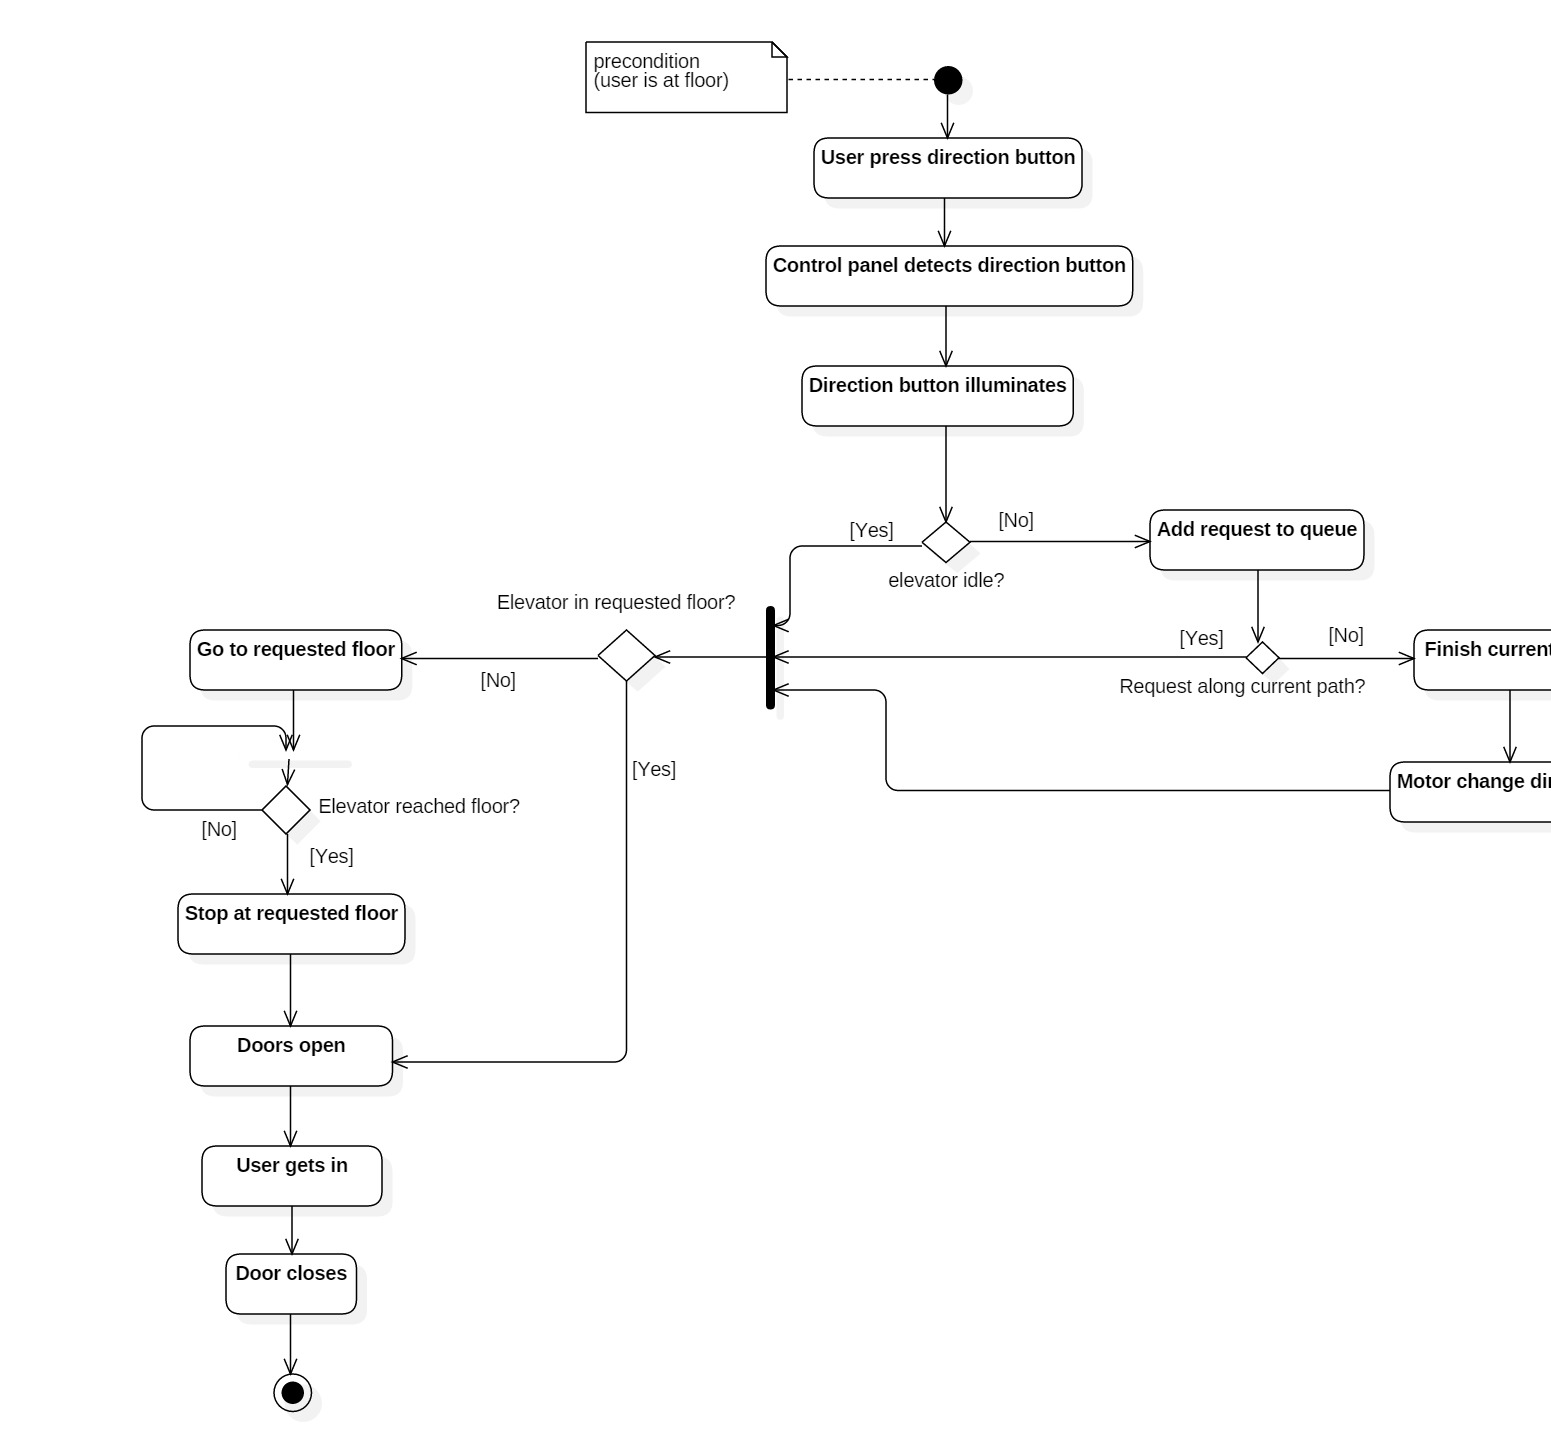 precondition
(user is at floor)
User press direction button
Control panel detects direction button
Direction button illuminates
[Yes]
[No]
Add request to queue
elevator idle?
Elevator in requested floor?
[Yes]
[No]
Go to requested floor
[No]
Finish current
Request along current path?
[Yes]
Motor change
Elevator reached floor?
[No]
[Yes]
Stop at requested floor
Doors open
User gets in
Door closes